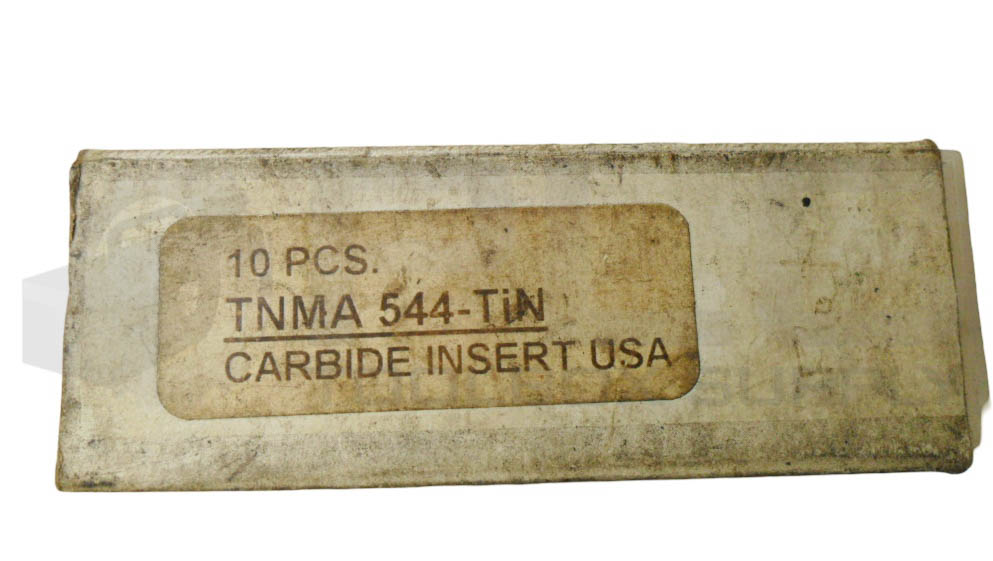 10 PCS.
TNMA 544-TiN
CARBIDE INSERT USA